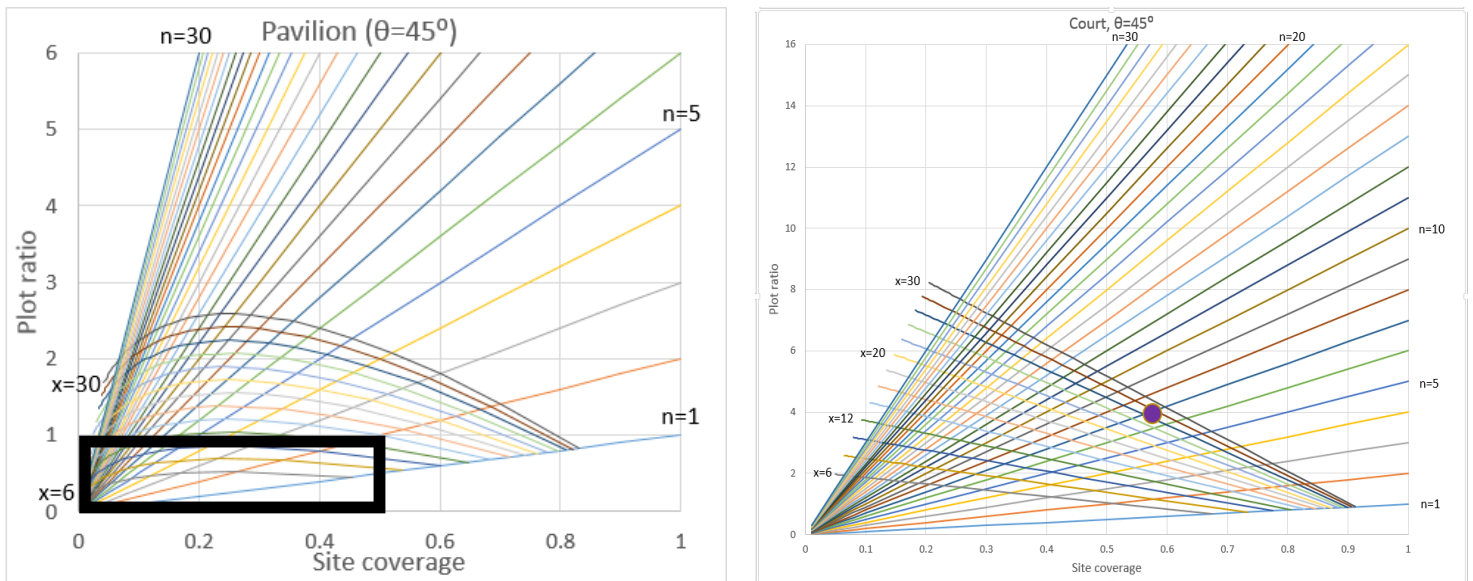 Pavilion (θ=45⁰)
n=30
6
5
4
3
2
1
0
n=5
n=1
x=30
x=6
Plot ratio
0
0.2
0.4
0.6
0.8
1
Site coverage
Court, θ=45⁰
n=30
n=20
16
14
12
10
8
6
4
2
0
n=10
n=5
n=1
x=30
x=20
x=12
x=6
Plot ratio
0
0.1
0.2
0.3
0.4
0.5
0.6
0.7
0.8
0.9
1
Site coverage